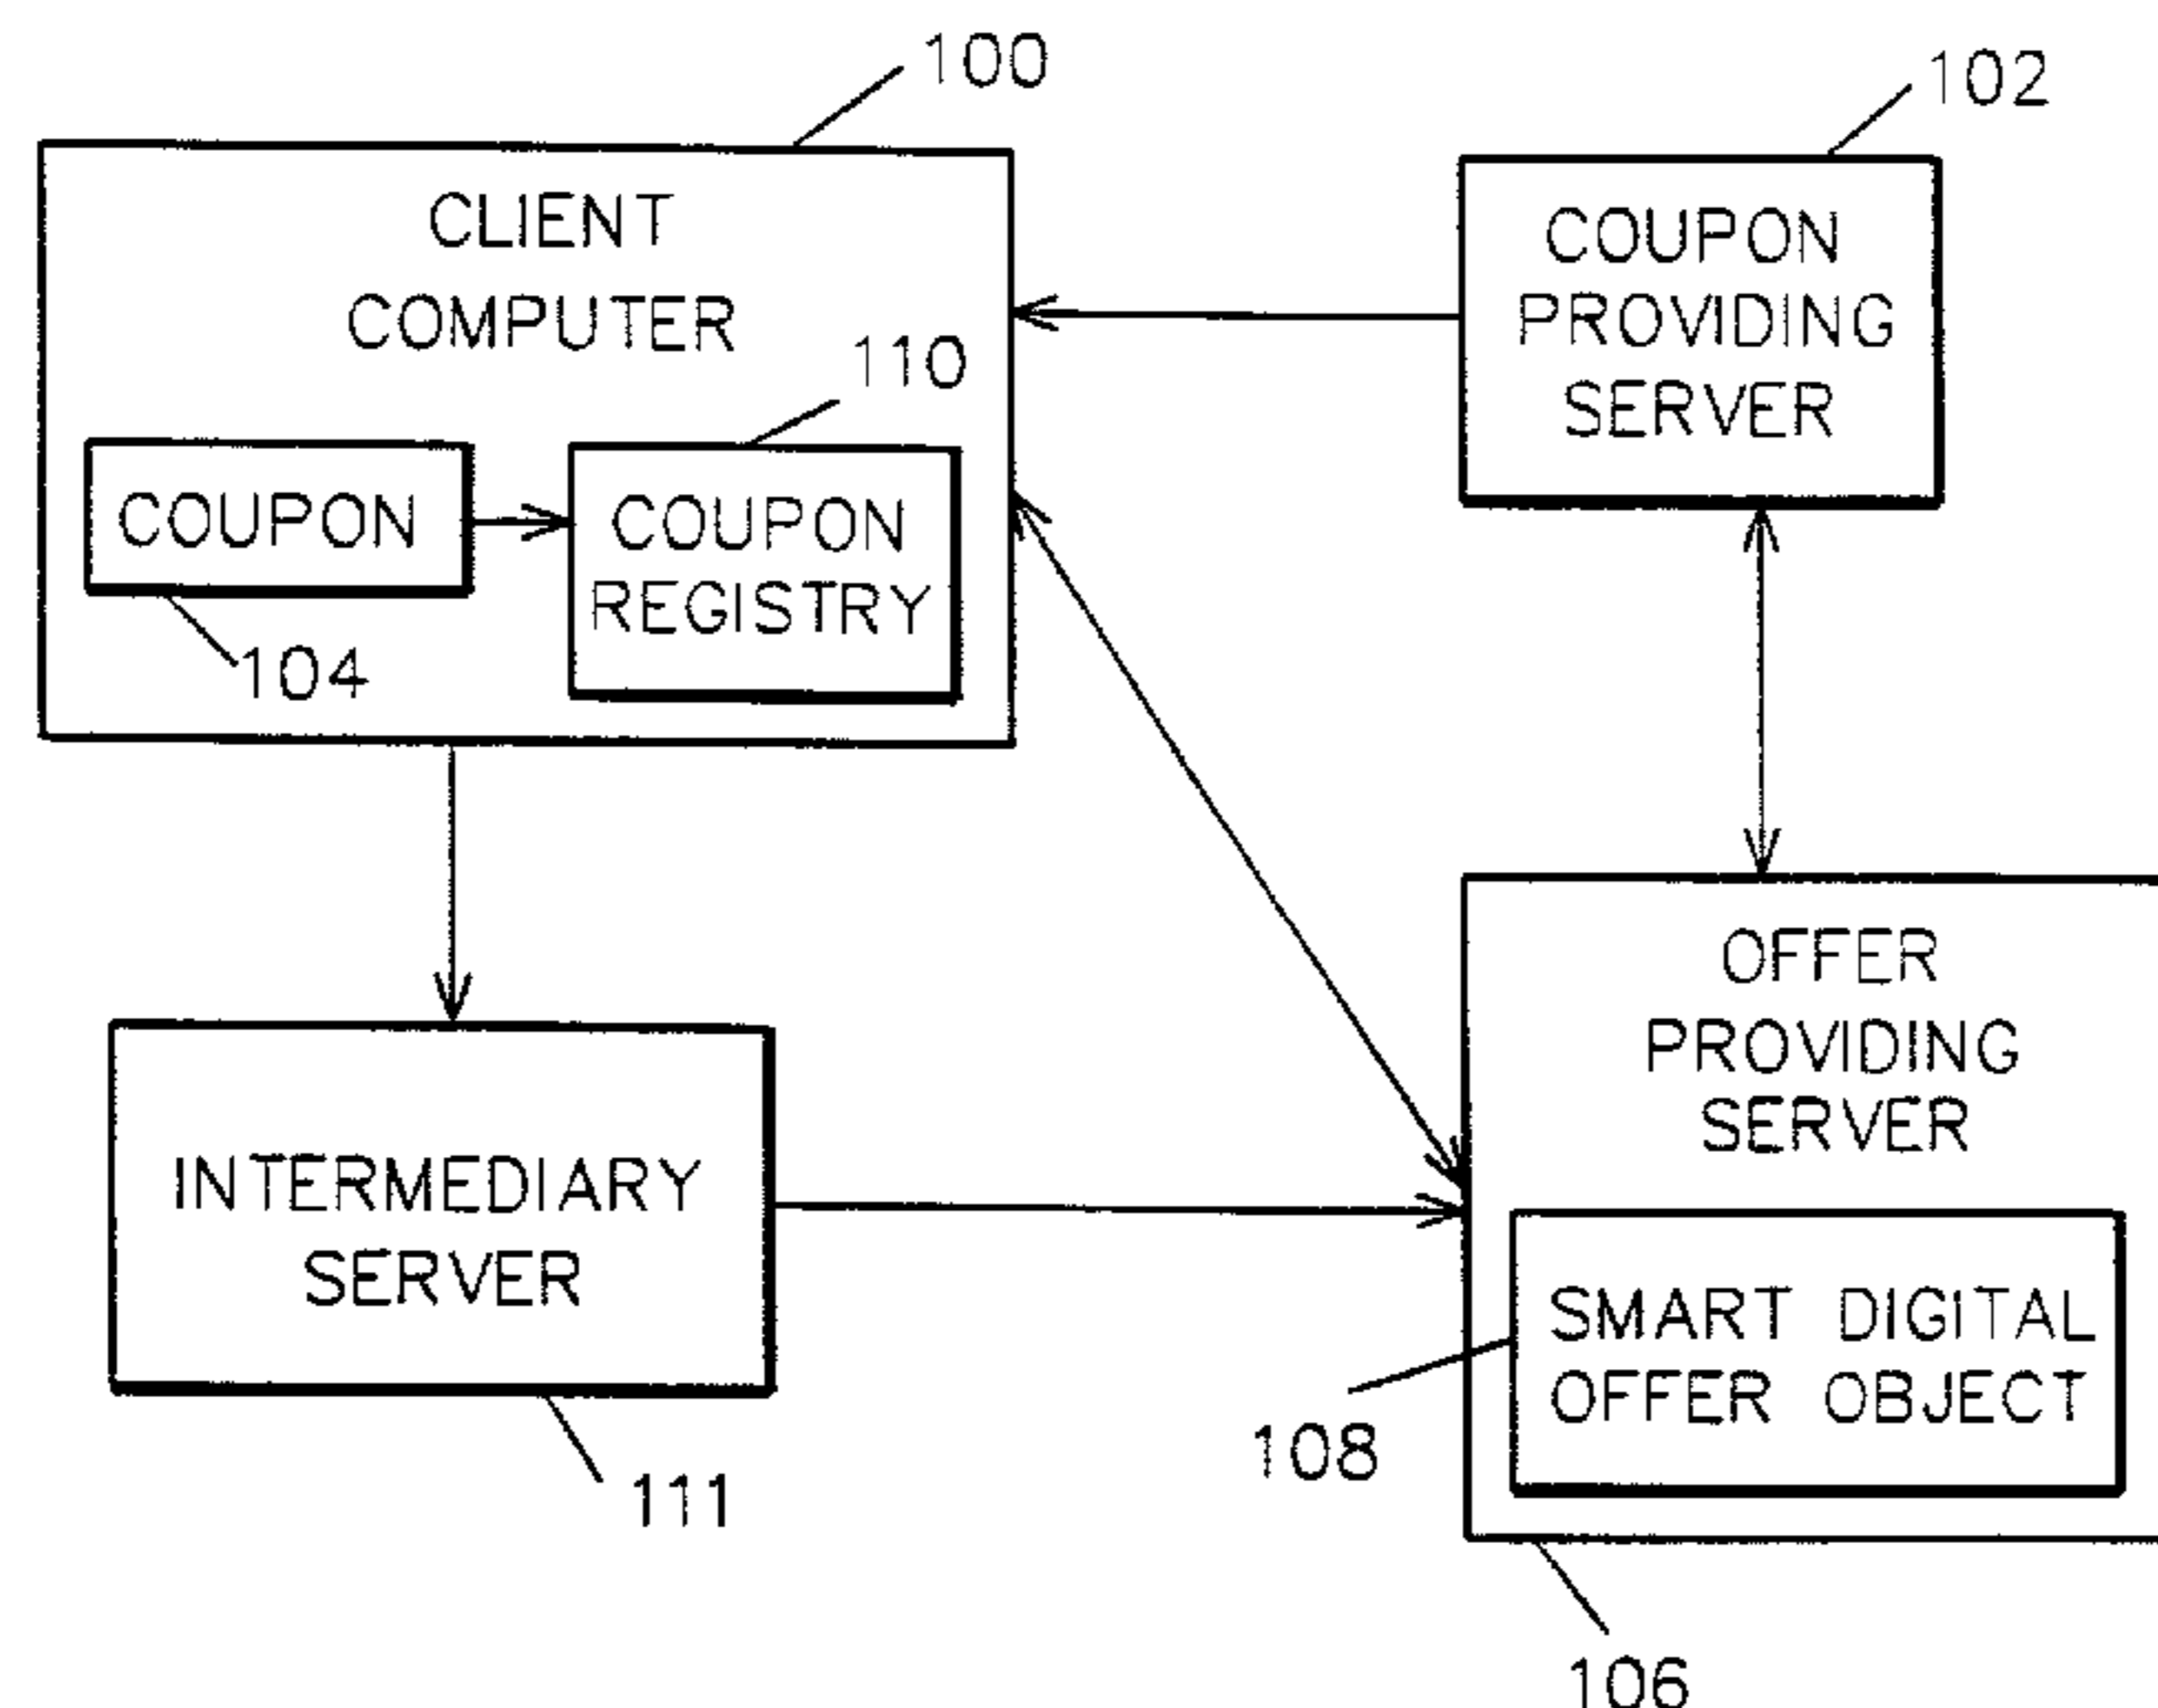 100
102
CLIENT
COMPUTER
COUPON
PROVIDING
SERVER
110
COUPON
COUPON
REGISTRY
104
OFFER
PROVIDING
SERVER
INTERMEDIARY
SERVER
SMART DIGITAL
OFFER OBJECT
108
111
106